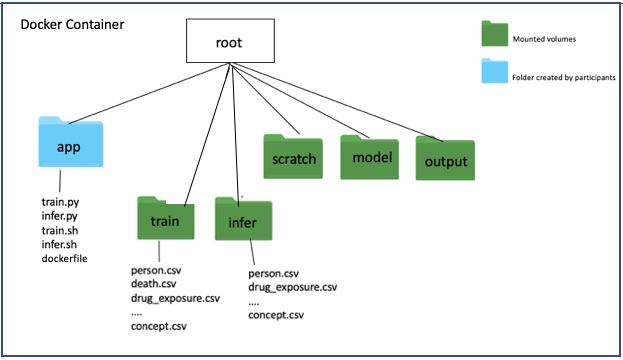 Docker Container
root
Mounted volumes
Folder created by participants
app
scratch
model
output
train.py
infer.py
train.sh
infer.sh
dockerfile
train
infer
person.csv
death.csv
drug_exposure.csv
....
concept.csv
person.csv
drug_exposure.csv
....
concept.csv